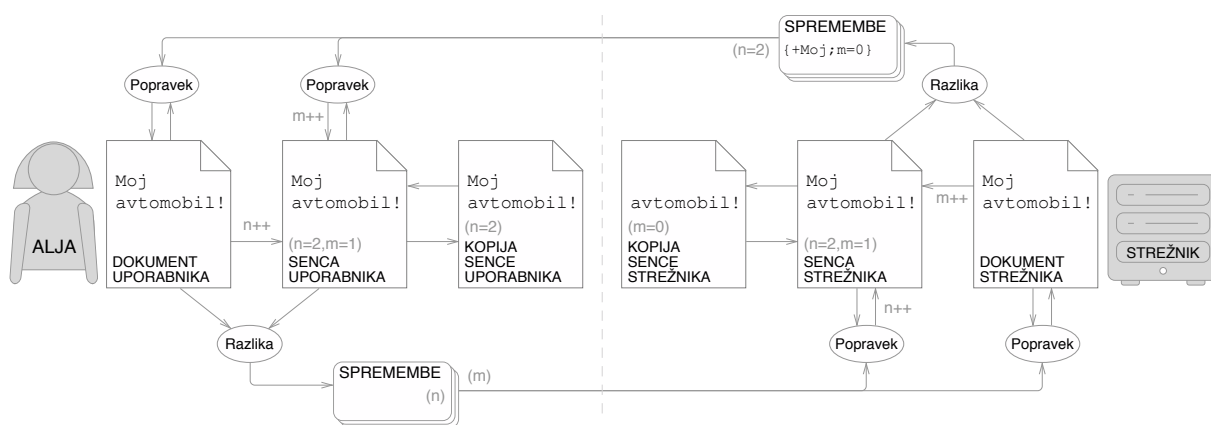 SPREMEMBE
{+Moj;m=0}
(n=2)
Popravek
Popravek
Razlika
m++
ALJA
Moj
avtomobil!
DOKUMENT
UPORABNIKA
n++
Moj
avtomobil!
(n=2,m=1)
SENCA
UPORABNIKA
Moj
avtomobil!
(n=2)
KOPIJA
SENCE
UPORABNIKA
avtomobil!
(m=0)
KOPIJA
SENCE
STREŽNIKA
Moj
avtomobil!
(n=2,m=1)
SENCA
STREŽNIKA
m++
Moj
avtomobil!
DOKUMENT
STREŽNIKA
STREŽNIK
n++
Razlika
Popravek
Popravek
SPREMEMBE
(n)
(m)